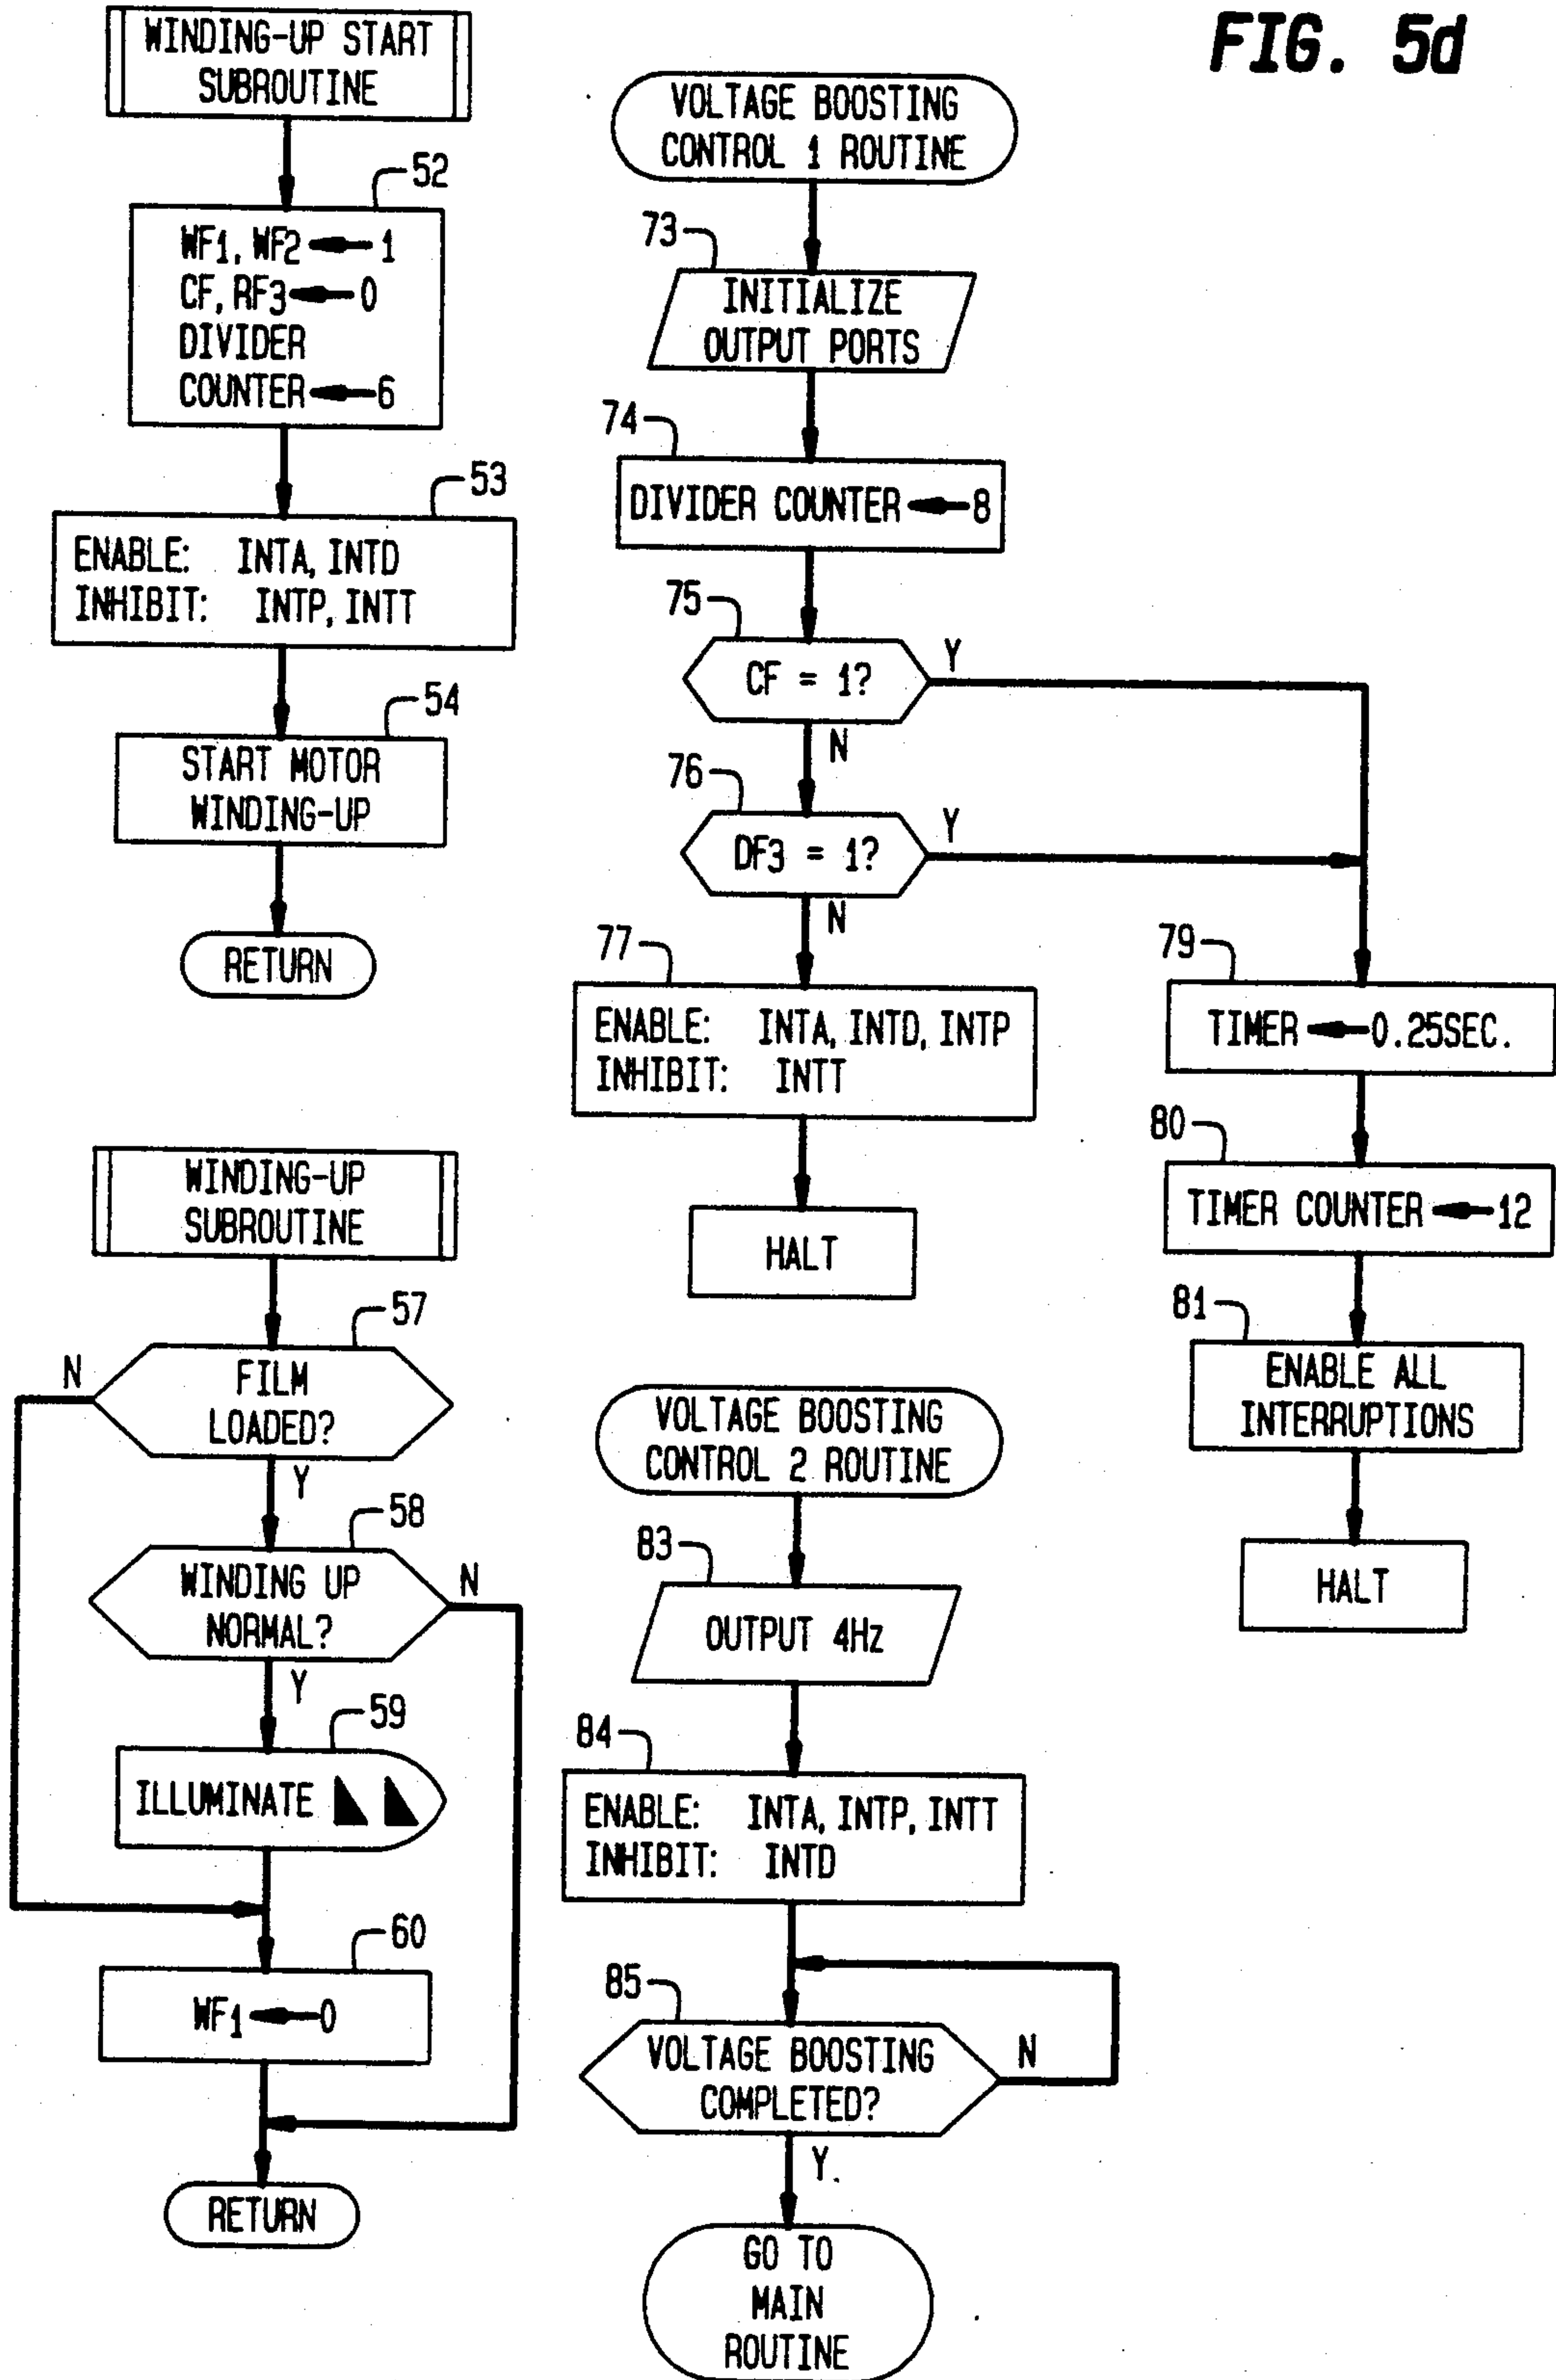 FIG. 5d
WINDING-UP START
SUBROUTINE
52
WF1, WF2 ← 1
CF, RF3 ← 0
DIVIDER
COUNTER ← 6
53
ENABLE: INTA, INTD
INHIBIT: INTP, INTT
54
START MOTOR
WINDING-UP
RETURN
WINDING-UP
SUBROUTINE
57
N
FILM
LOADED?
Y
58
WINDING UP
NORMAL?
N
Y
59
ILLUMINATE
60
WF1 ← 0
RETURN
VOLTAGE BOOSTING
CONTROL 1 ROUTINE
73
INITIALIZE
OUTPUT PORTS
74
DIVIDER COUNTER ← 8
75
CF = 1?
Y
N
76
DF3 = 1?
Y
N
77
ENABLE: INTA, INTD, INTP
INHIBIT: INTT
HALT
79
TIMER ← 0.25SEC.
80
TIMER COUNTER ← 12
81
ENABLE ALL
INTERRUPTIONS
HALT
VOLTAGE BOOSTING
CONTROL 2 ROUTINE
83
OUTPUT 4Hz
84
ENABLE: INTA, INTP, INTT
INHIBIT: INTD
85
VOLTAGE BOOSTING
COMPLETED?
N
Y.
GO TO
MAIN
ROUTINE